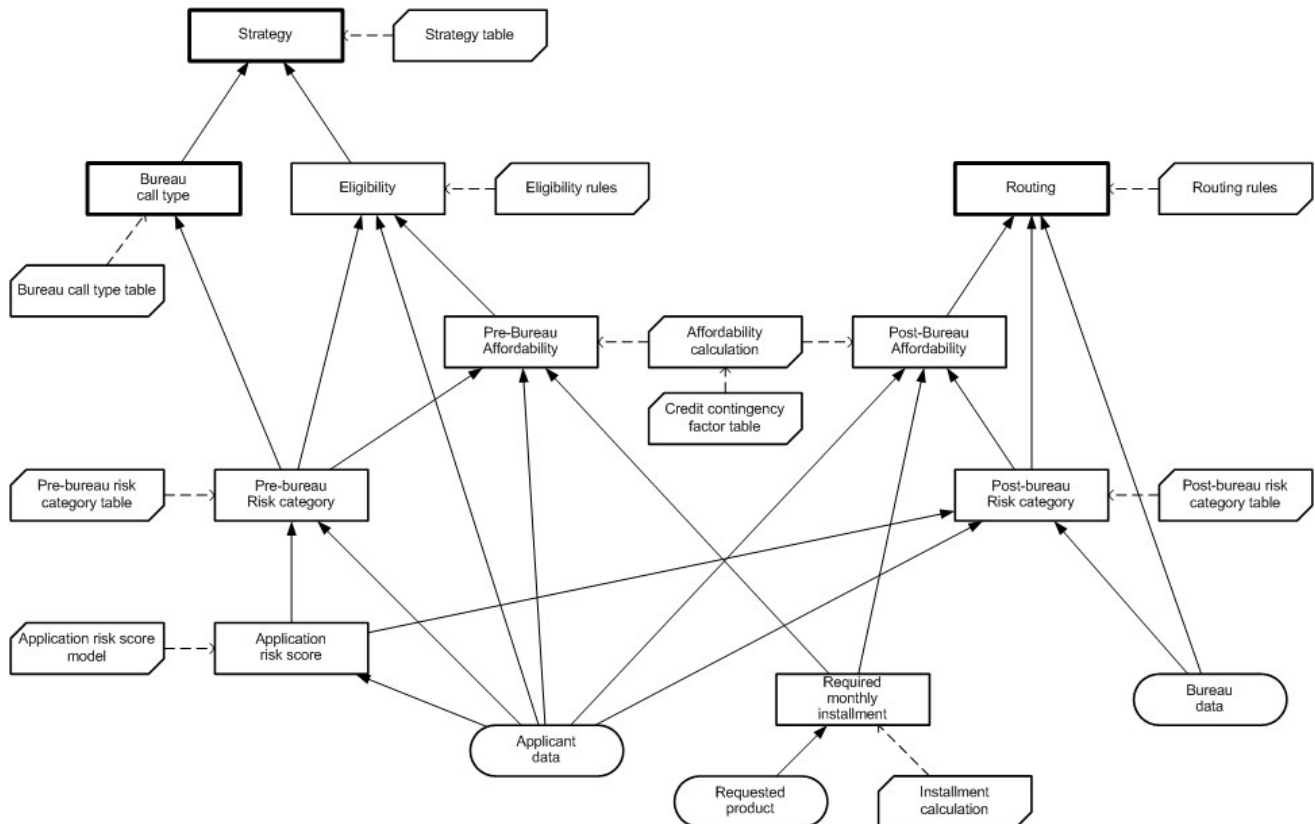 Strategy
Strategy table
Bureau
call type
Eligibility
Eligibility rules
Routing
Routing rules
Bureau call type table
Pre-Bureau
Affordability
Affordability
calculation
Post-Bureau
Affordability
Credit contingency
factor table
Pre-bureau risk
category table
Pre-bureau
Risk category
Post-bureau
Risk category
Post-bureau risk
category table
Application risk score
model
Application
risk score
Required
monthly
installment
Bureau
data
Applicant
data
Requested
product
Installment
calculation